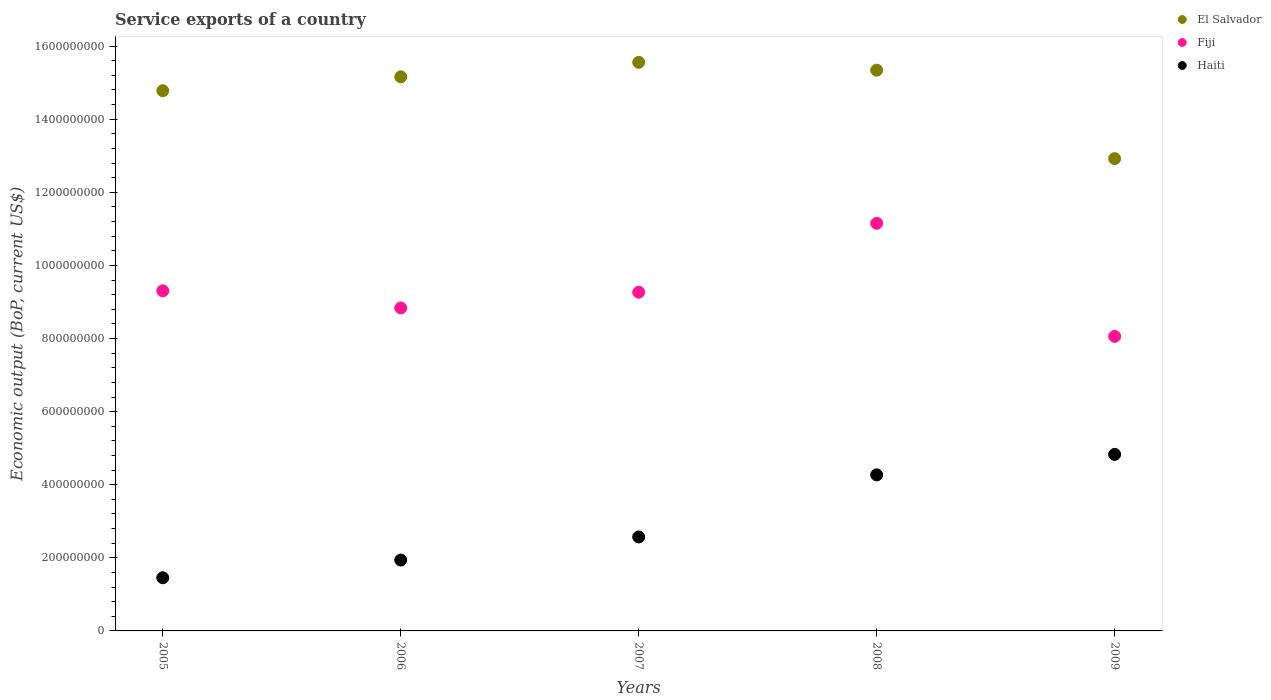 Service exports of a country
El Salvador
Fiji
Haiti
Economic output (BoP, current US$)
1600000000
1400000000
1200000000
1000000000
800000000
600000000
400000000
200000000
0
2005
2006
2007
2008
2009
Years